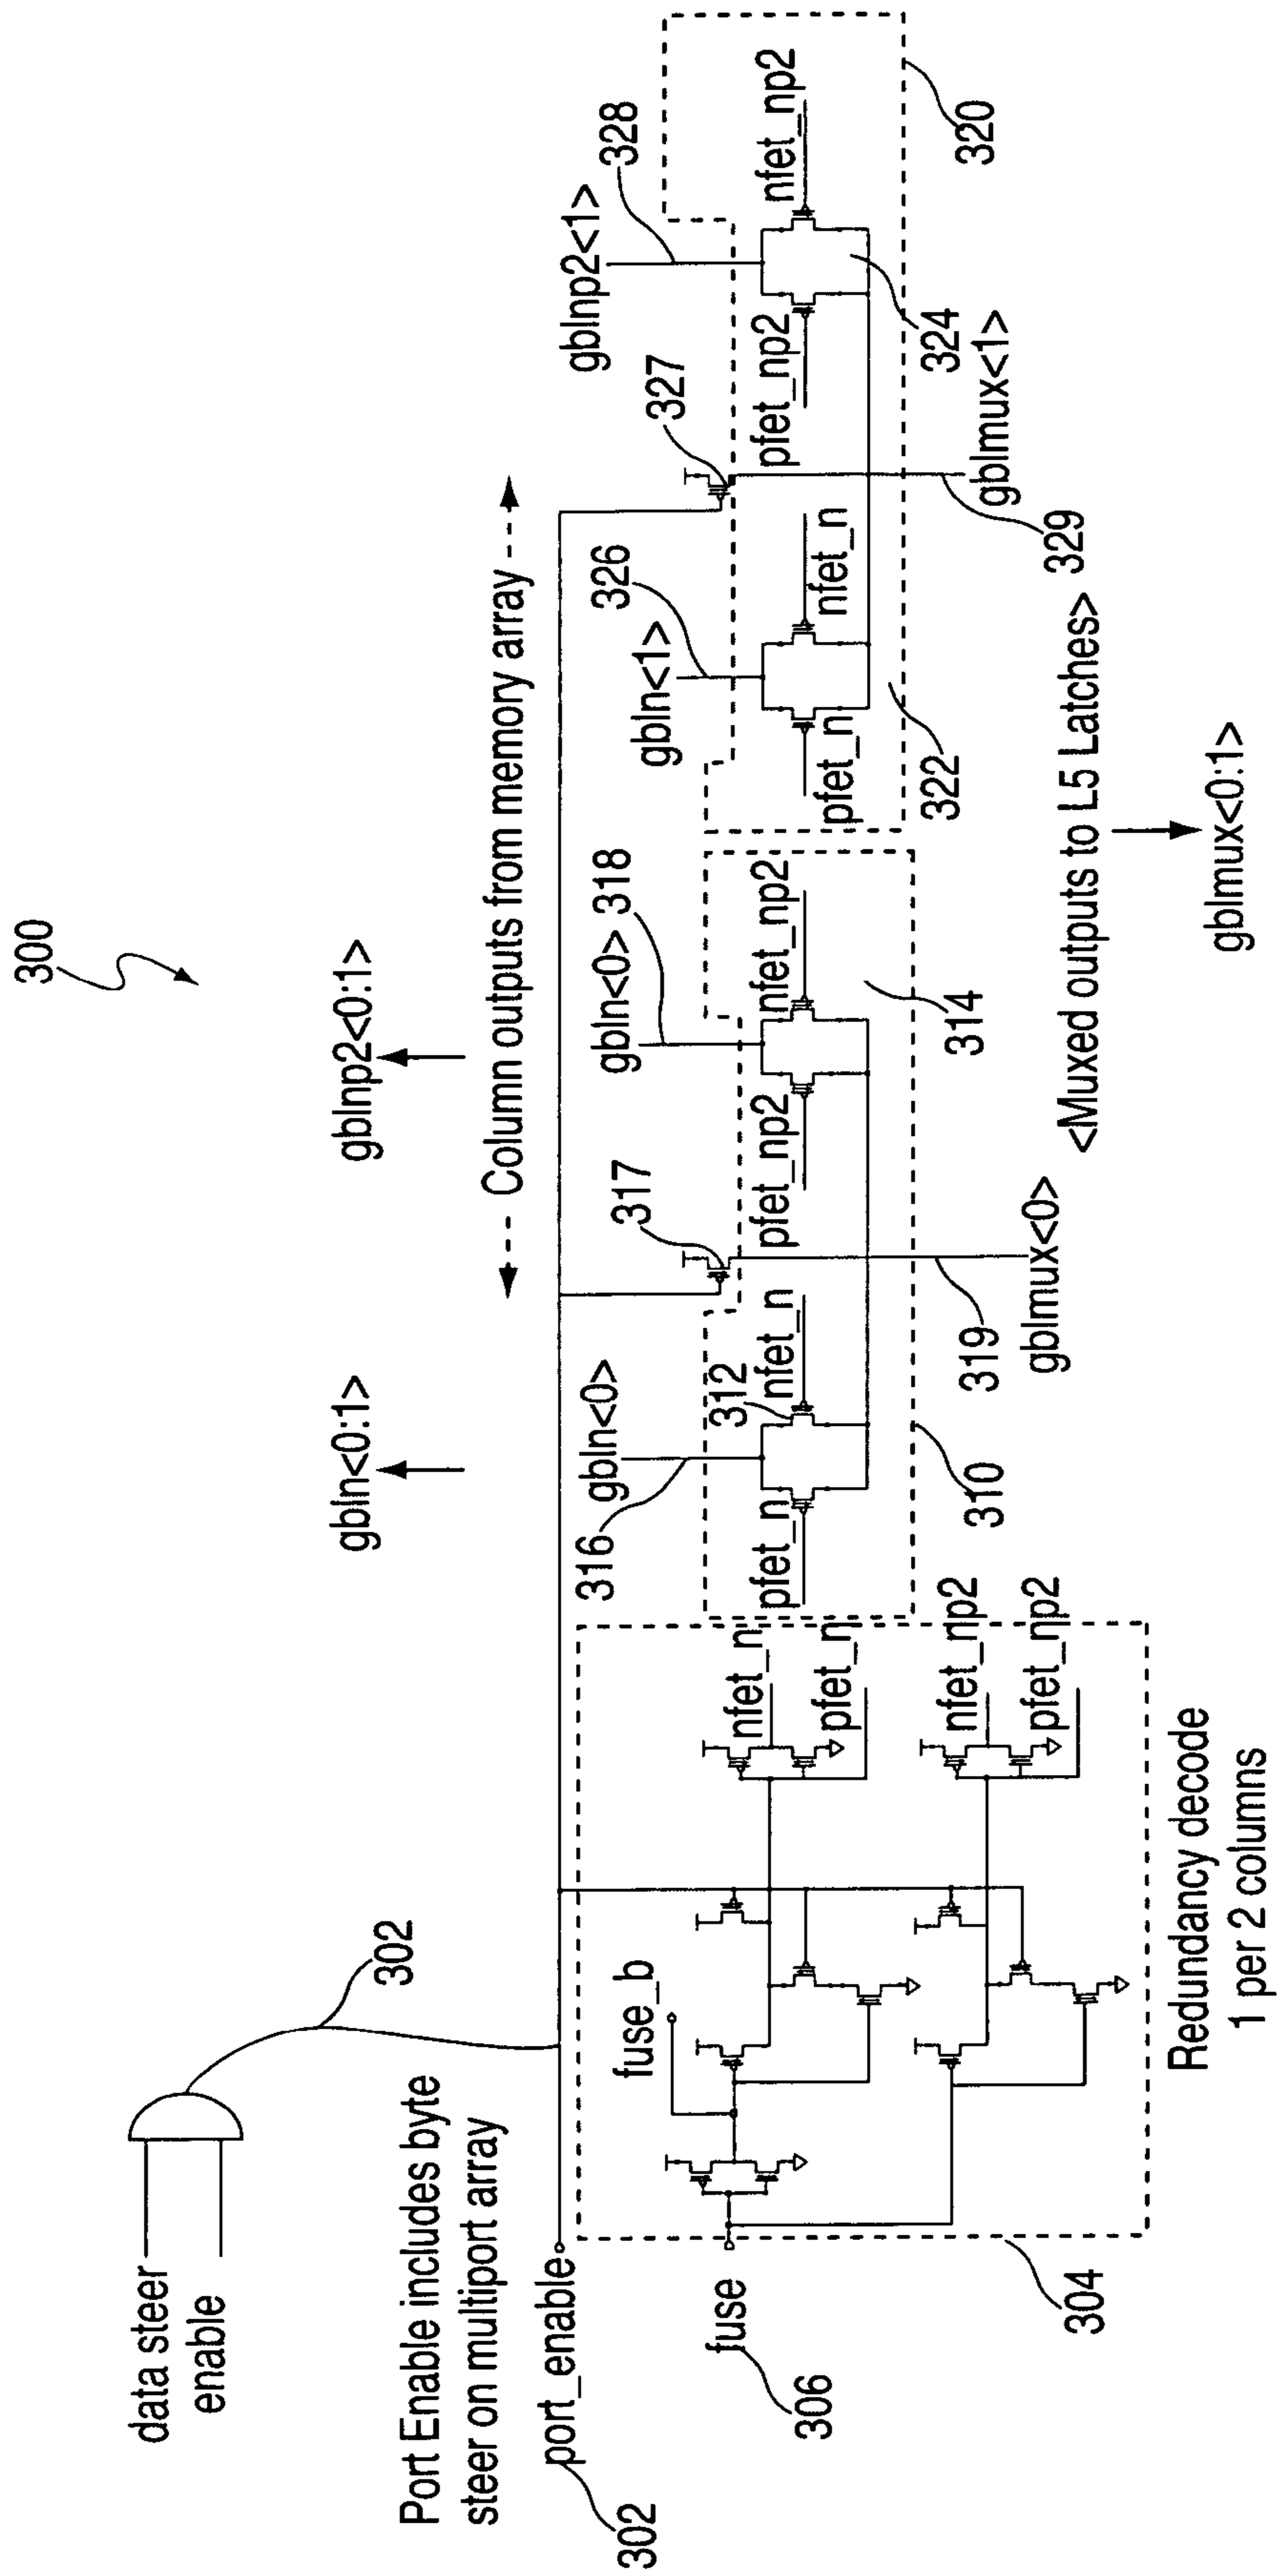 300
gbln<0:1>
gblnp2<0:1>
data steer
enable
302
Port Enable includes byte
steer on multiport array
Column outputs from memory array
302
port_enable
fuse
306
fuse_b
nfet_n
pfet_n
nfet_np2
pfet_np2
304
Redundancy decode
1 per 2 columns
316
gbln<0>
312
pfet_n
nfet_n
317
gbln<0>
318
pfet_np2
nfet_np2
314
310
319
gblmux<0>
gbln<1>
326
pfet_n
nfet_n
327
gblnp2<1>
328
pfet_np2
nfet_np2
322
324
320
329
gblmux<1>
<Muxed outputs to L5 Latches>
gblmux<0:1>